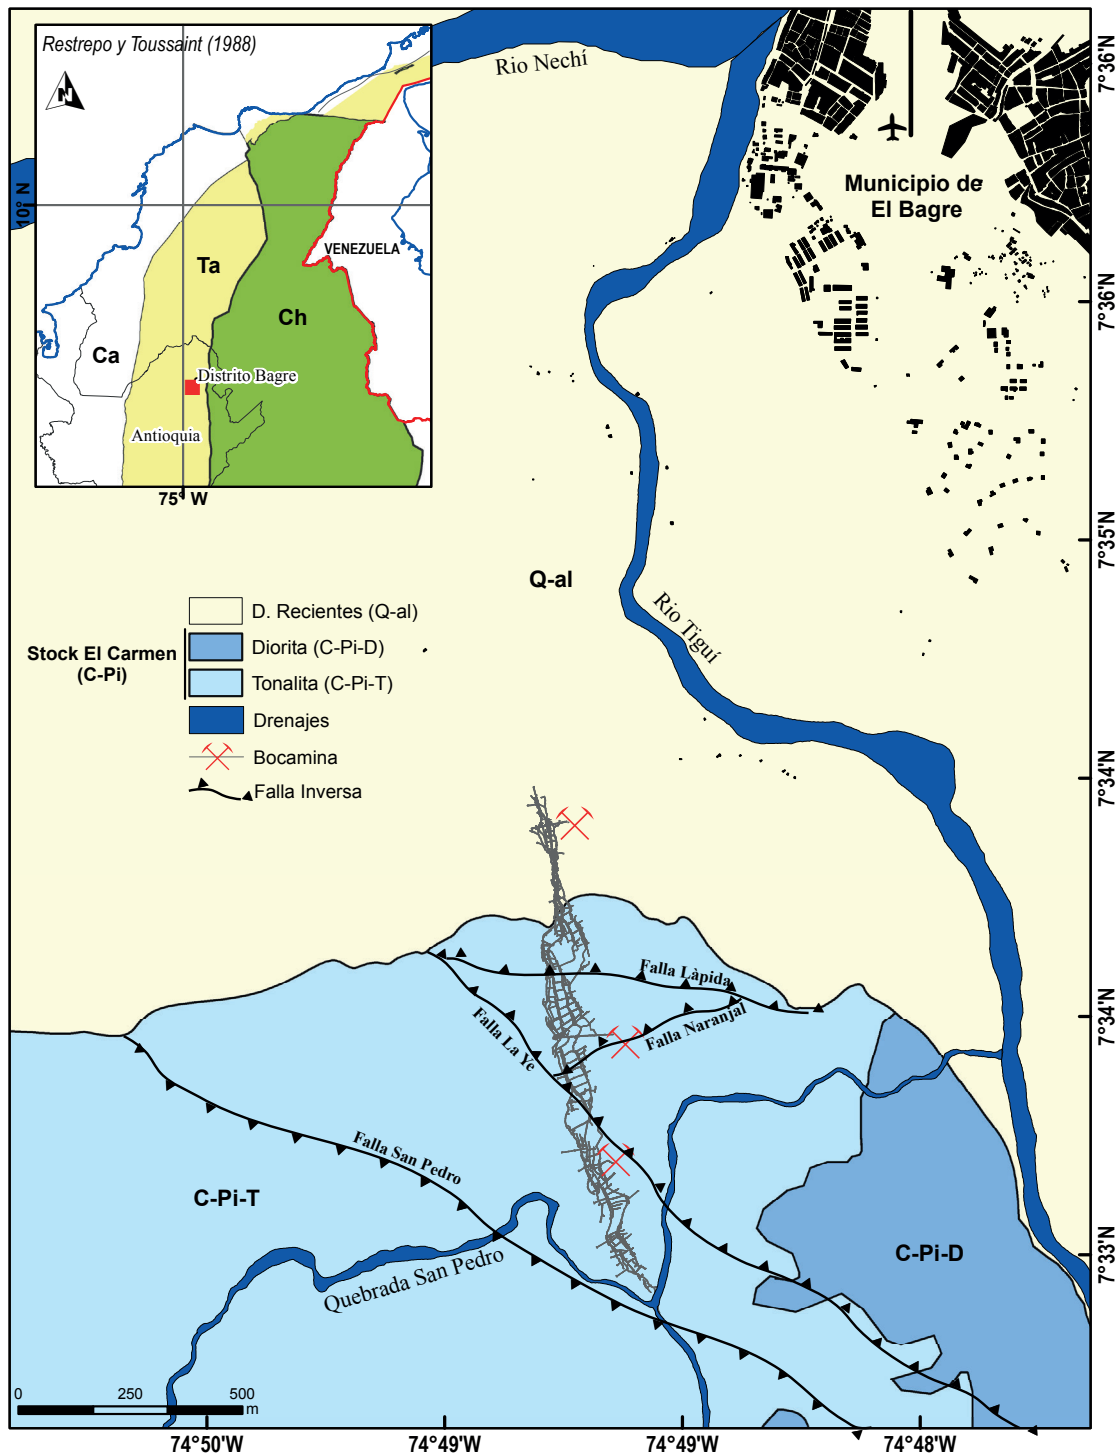 Restrepo y Toussaint (1988)
N
10° N
Ta
VENEZUELA
Ch
Ca
Distrito Bagre
Antioquia
75° W
Rio Nechí
Municipio de
El Bagre
7°36'N
7°36'N
7°35'N
7°34'N
7°34'N
7°33'N
Q-al
Rio Tiguí
Stock El Carmen
(C-Pi)
D. Recientes (Q-al)
Diorita (C-Pi-D)
Tonalita (C-Pi-T)
Drenajes
Bocamina
Falla Inversa
Falla Làpida
Falla Naranjal
Falla La Ye
Falla San Pedro
C-Pi-T
C-Pi-D
Quebrada San Pedro
0 250 500
m
74°50'W 74°49'W 74°49'W 74°48'W